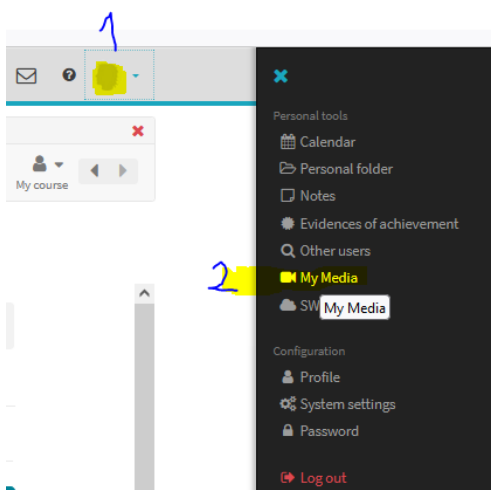 1
My course
2
Personal tools
Calendar
Personal folder
Notes
Evidences of achievement
Other users
My Media
SW
My Media
Configuration
Profile
System settings
Password
Log out